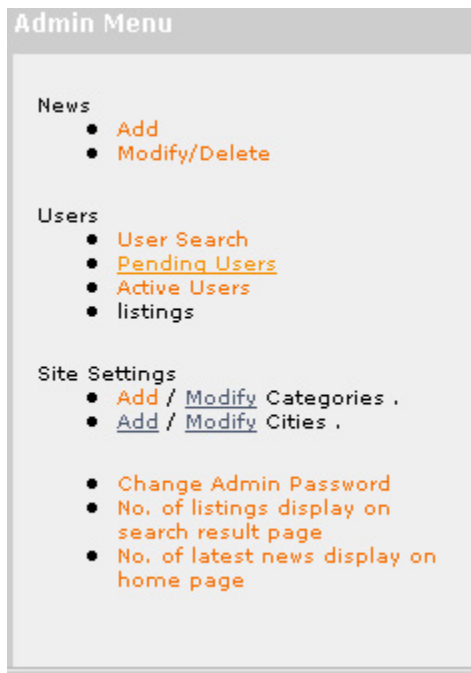 Admin Menu
News
Add
Modify/Delete
Users
User Search
Pending Users
Active Users
listings
Site Settings
Add / Modify Categories .
Add / Modify Cities .
Change Admin Password
No. of listings display on
search result page
No. of latest news display on
home page